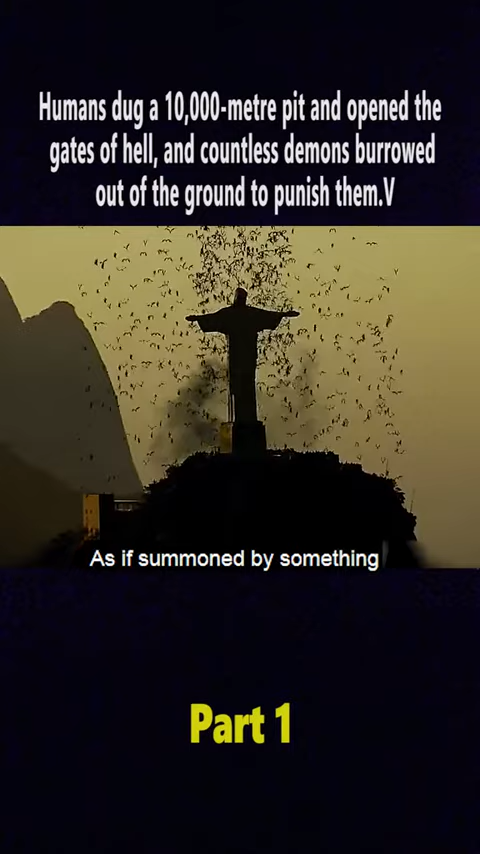 Humans dug a 10,000-metre pit and opened the
gates of hell, and countless demons burrowed
out of the ground to punish them.V
As if summoned by something
Part 1